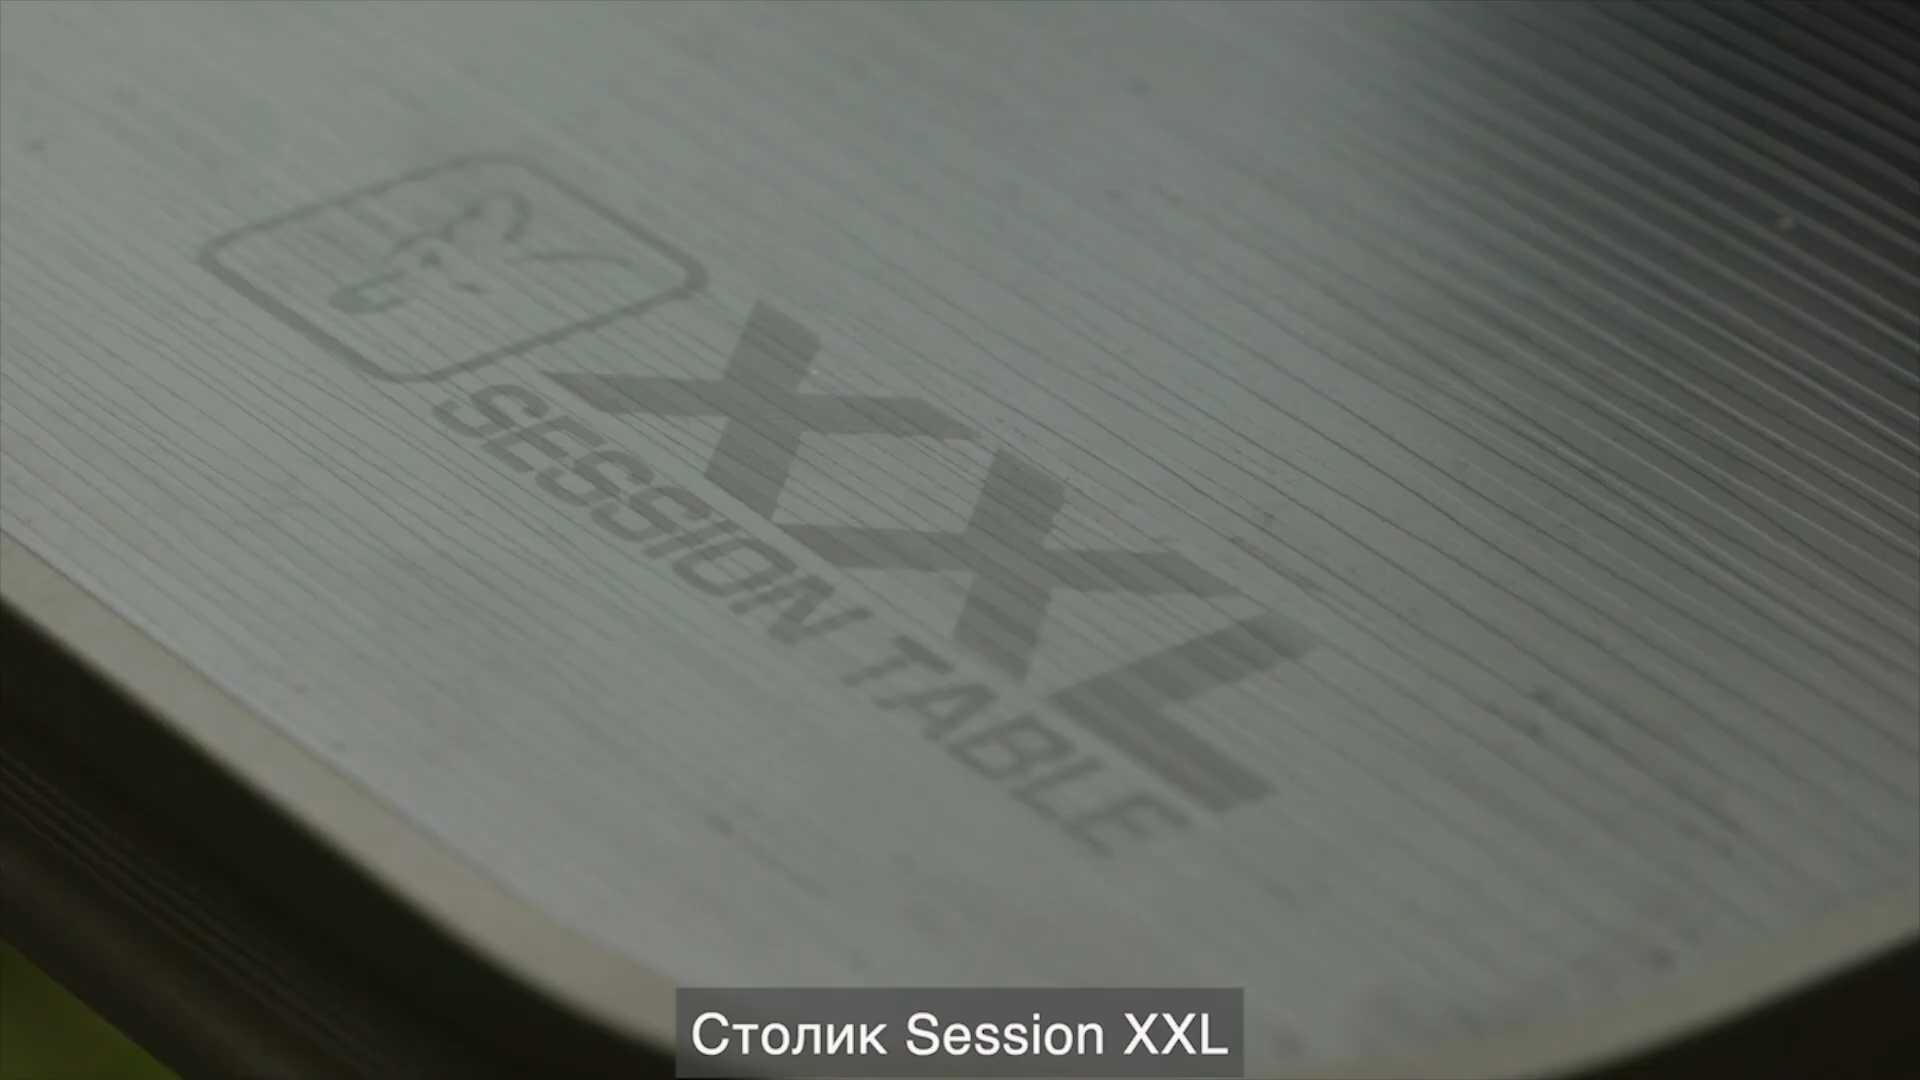 XXL
SESSION TABLE
Столик Session XXL